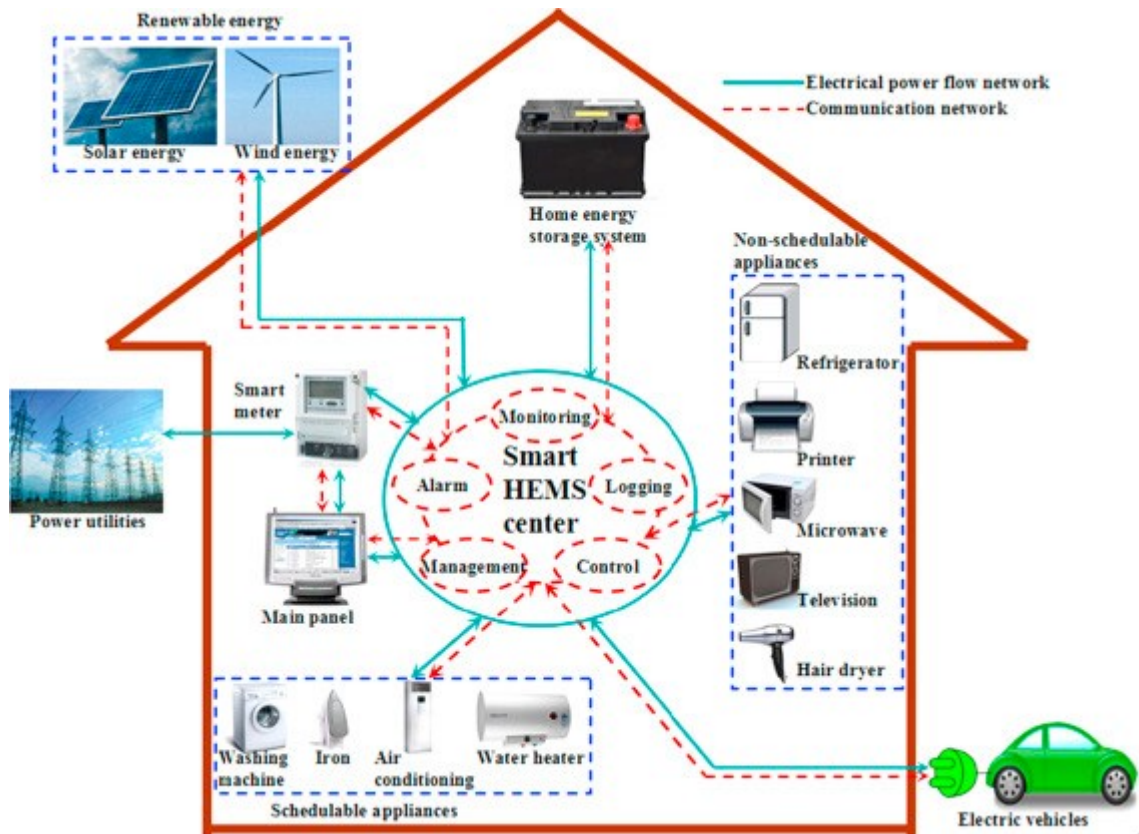 Renewable energy
Solar energy
Wind energy
Electrical power flow network
Communication network
Home energy
storage system
Non-schedulable
appliances
Refrigerator
Printer
Microwave
Television
Hair dryer
Smart
meter
Power utilities
Main panel
Monitoring
Alarm
Smart
HEMS
center
Logging
Management
Control
Washing
machine
Iron
Air
conditioning
Water heater
Schedulable appliances
Electric vehicles